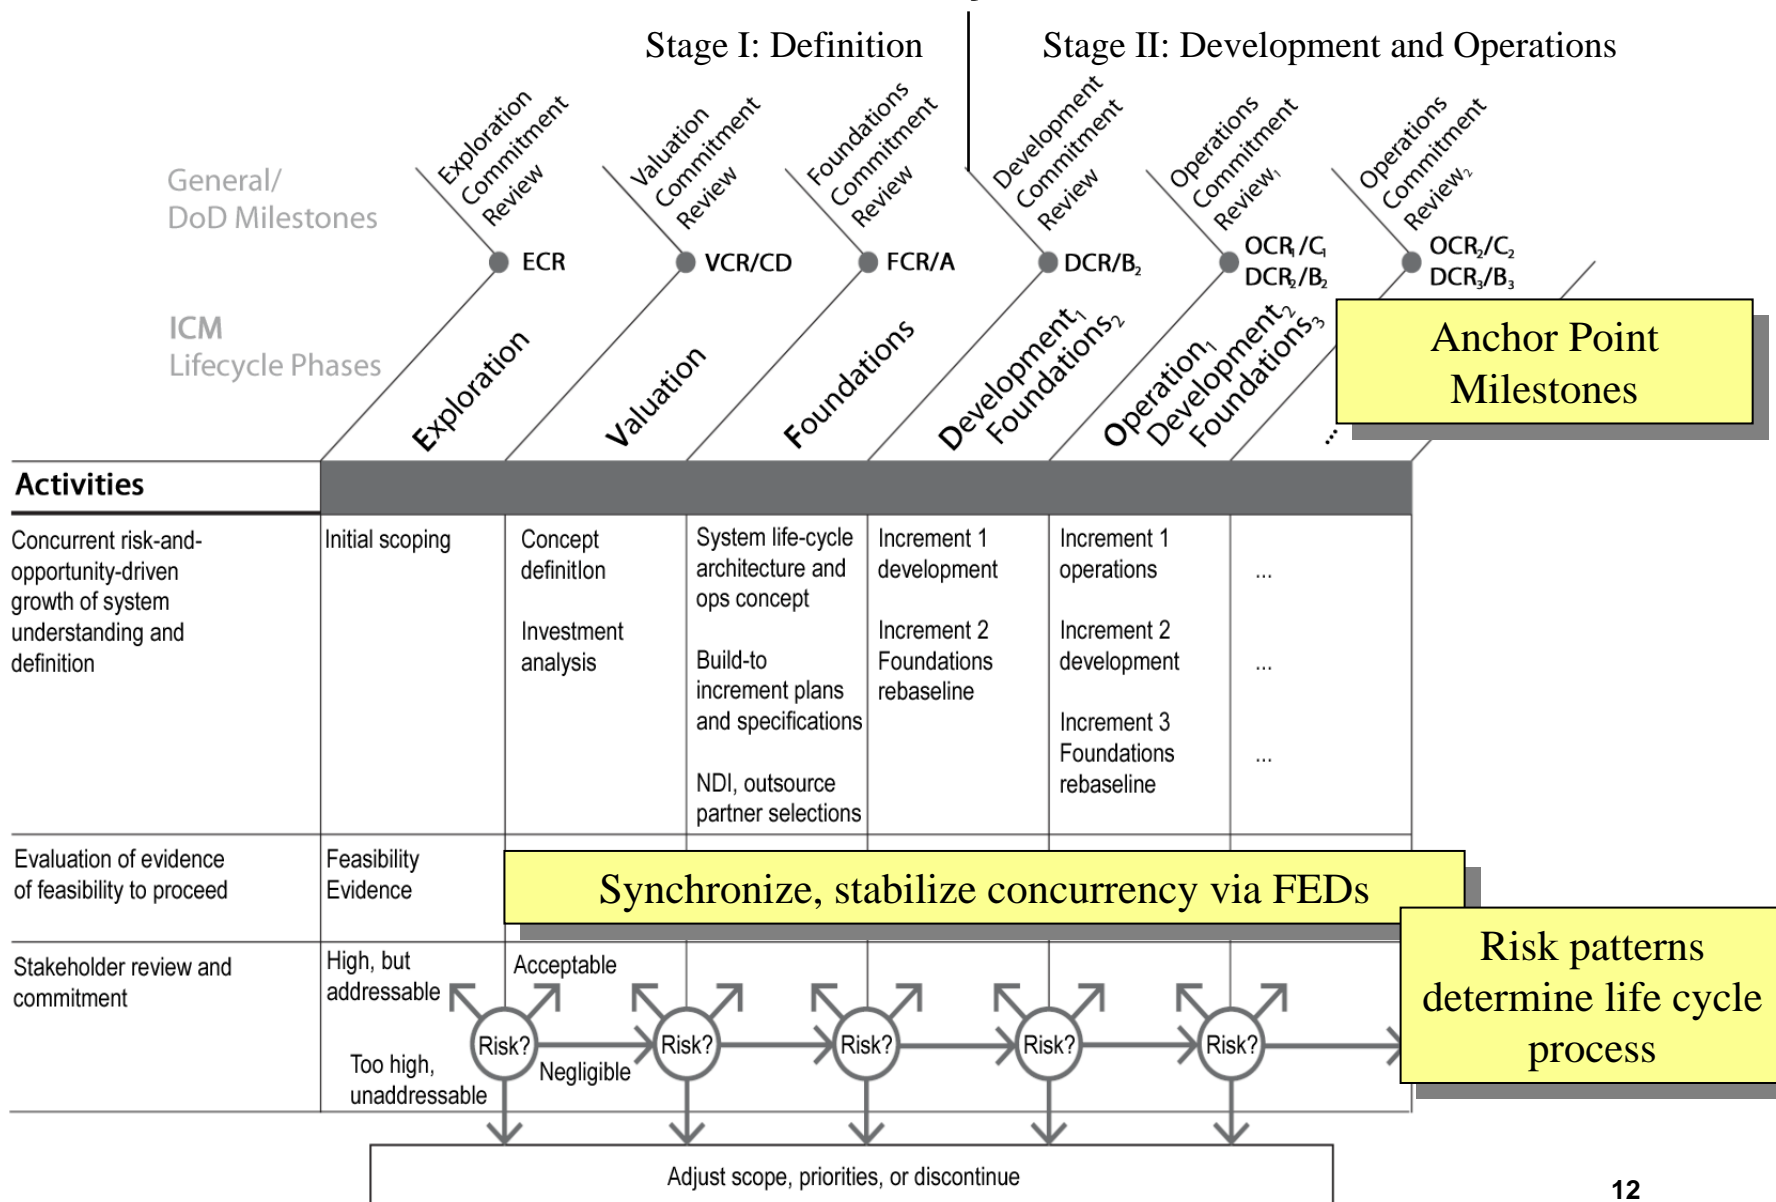 Stage I: Definition
Stage II: Development and Operations
General/
DoD Milestones
Exploration
Commitment
Review
Valuation
Commitment
Review
Foundations
Commitment
Review
Development
Commitment
Review
Operations
Commitment
Review₁
Operations
Commitment
Review₂
ECR
VCR/CD
FCR/A
DCR/B₂
OCR₁/C₁
DCR₂/B₂
OCR₂/C₂
DCR₃/B₃
ICM
Lifecycle Phases
Exploration
Valuation
Foundations
Development₁
Foundations₂
Operation₁
Development₂
Foundations₃
...
Anchor Point
Milestones
Activities
Concurrent risk-and-
opportunity-driven
growth of system
understanding and
definition
Initial scoping
Concept
definitIon
Investment
analysis
System life-cycle
architecture and
ops concept
Build-to
increment plans
and specifications
NDI, outsource
partner selections
Increment 1
development
Increment 2
Foundations
rebaseline
Increment 1
operations
Increment 2
development
Increment 3
Foundations
rebaseline
...
...
...
Evaluation of evidence
of feasibility to proceed
Feasibility
Evidence
Synchronize, stabilize concurrency via FEDs
Stakeholder review and
commitment
High, but
addressable
Acceptable
Risk?
Risk?
Risk?
Risk?
Risk?
Too high,
unaddressable
Negligible
Risk patterns
determine life cycle
process
Adjust scope, priorities, or discontinue
12